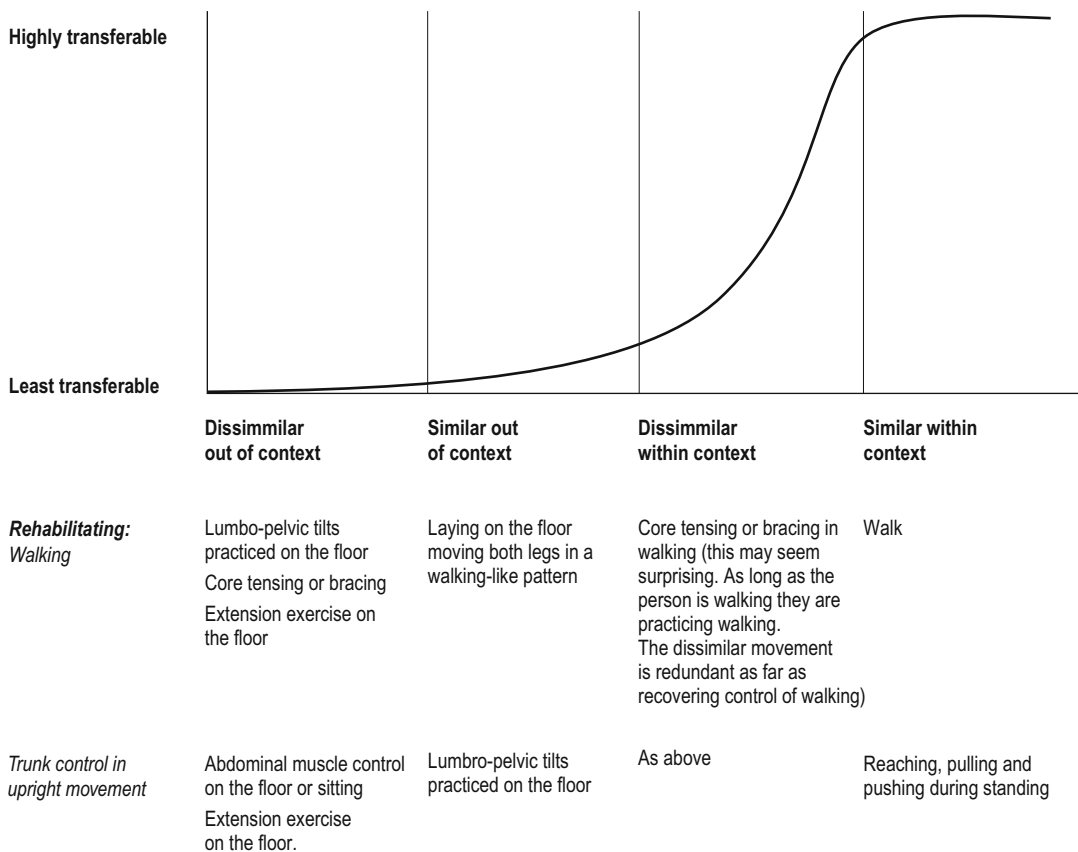 Highly transferable
Least transferable
Dissimmilar
out of context
Similar out
of context
Dissimmilar
within context
Similar within
context
Rehabilitating:
Walking
Lumbo-pelvic tilts
practiced on the floor
Core tensing or bracing
Extension exercise on
the floor
Laying on the floor
moving both legs in a
walking-like pattern
Core tensing or bracing in
walking (this may seem
surprising. As long as the
person is walking they are
practicing walking.
The dissimilar movement
is redundant as far as
recovering control of walking)
Walk
Trunk control in
upright movement
Abdominal muscle control
on the floor or sitting
Extension exercise
on the floor.
Lumbro-pelvic tilts
practiced on the floor
As above
Reaching, pulling and
pushing during standing